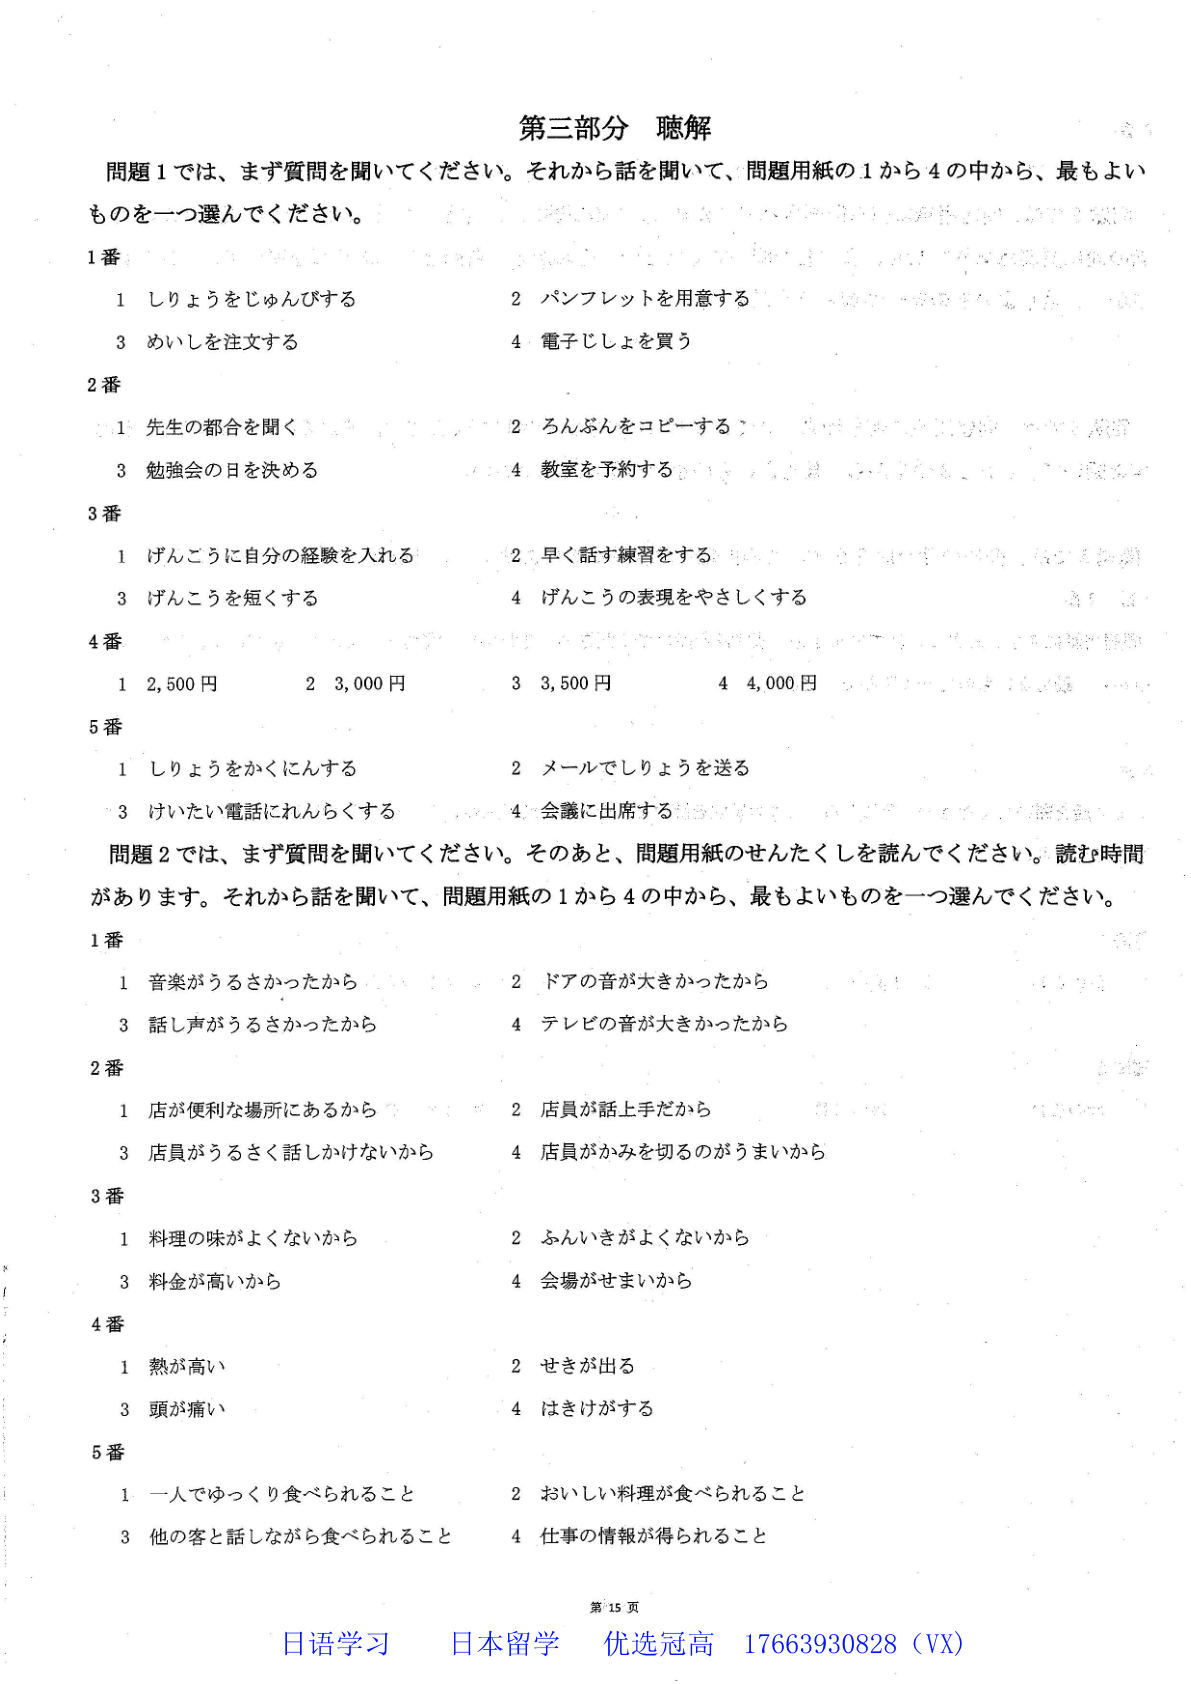 第三部分　聴解
問題1では、まず質問を聞いてください。それから話を聞いて、問題用紙の1から4の中から、最もよい
ものを一つ選んでください。
1番
1　しりょうをじゅんびする　2　パンフレットを用意する
3　めいしを注文する　4　電子じしょを買う
2番
1　先生の都合を聞く　2　ろんぶんをコピーする
3　勉強会の日を決める　4　教室を予約する
3番
1　げんこうに自分の経験を入れる　2　早く話す練習をする
3　げんこうを短くする　4　げんこうの表現をやさしくする
4番
1　2,500円　2　3,000円　3　3,500円　4　4,000円
5番
1　しりょうをかくにんする　2　メールでしりょうを送る
3　けいたい電話にれんらくする　4　会議に出席する
問題2では、まず質問を聞いてください。そのあと、問題用紙のせんたくしを読んでください。読む時間
があります。それから話を聞いて、問題用紙の1から4の中から、最もよいものを一つ選んでください。
1番
1　音楽がうるさかったから　2　ドアの音が大きかったから
3　話し声がうるさかったから　4　テレビの音が大きかったから
2番
1　店が便利な場所にあるから　2　店員が話上手だから
3　店員がうるさく話しかけないから　4　店員がかみを切るのがうまいから
3番
1　料理の味がよくないから　2　ふんいきがよくないから
3　料金が高いから　4　会場がせまいから
4番
1　熱が高い　2　せきが出る
3　頭が痛い　4　はきけがする
5番
1　一人でゆっくり食べられること　2　おいしい料理が食べられること
3　他の客と話しながら食べられること　4　仕事の情報が得られること
第 15 页
日语学习　日本留学　优选冠高　17663930828（VX)